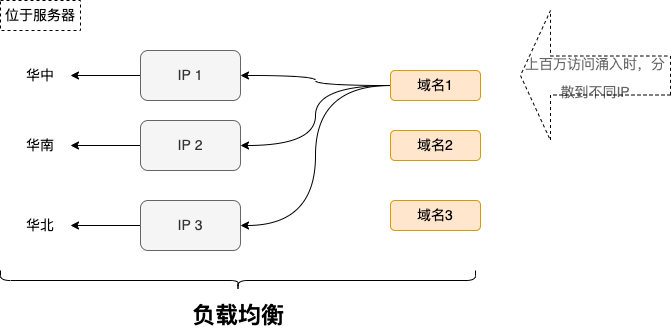 位于服务器
上百万访问涌入时，分
散到不同IP
华中
IP 1
域名1
华南
IP 2
域名2
华北
IP 3
域名3
负载均衡